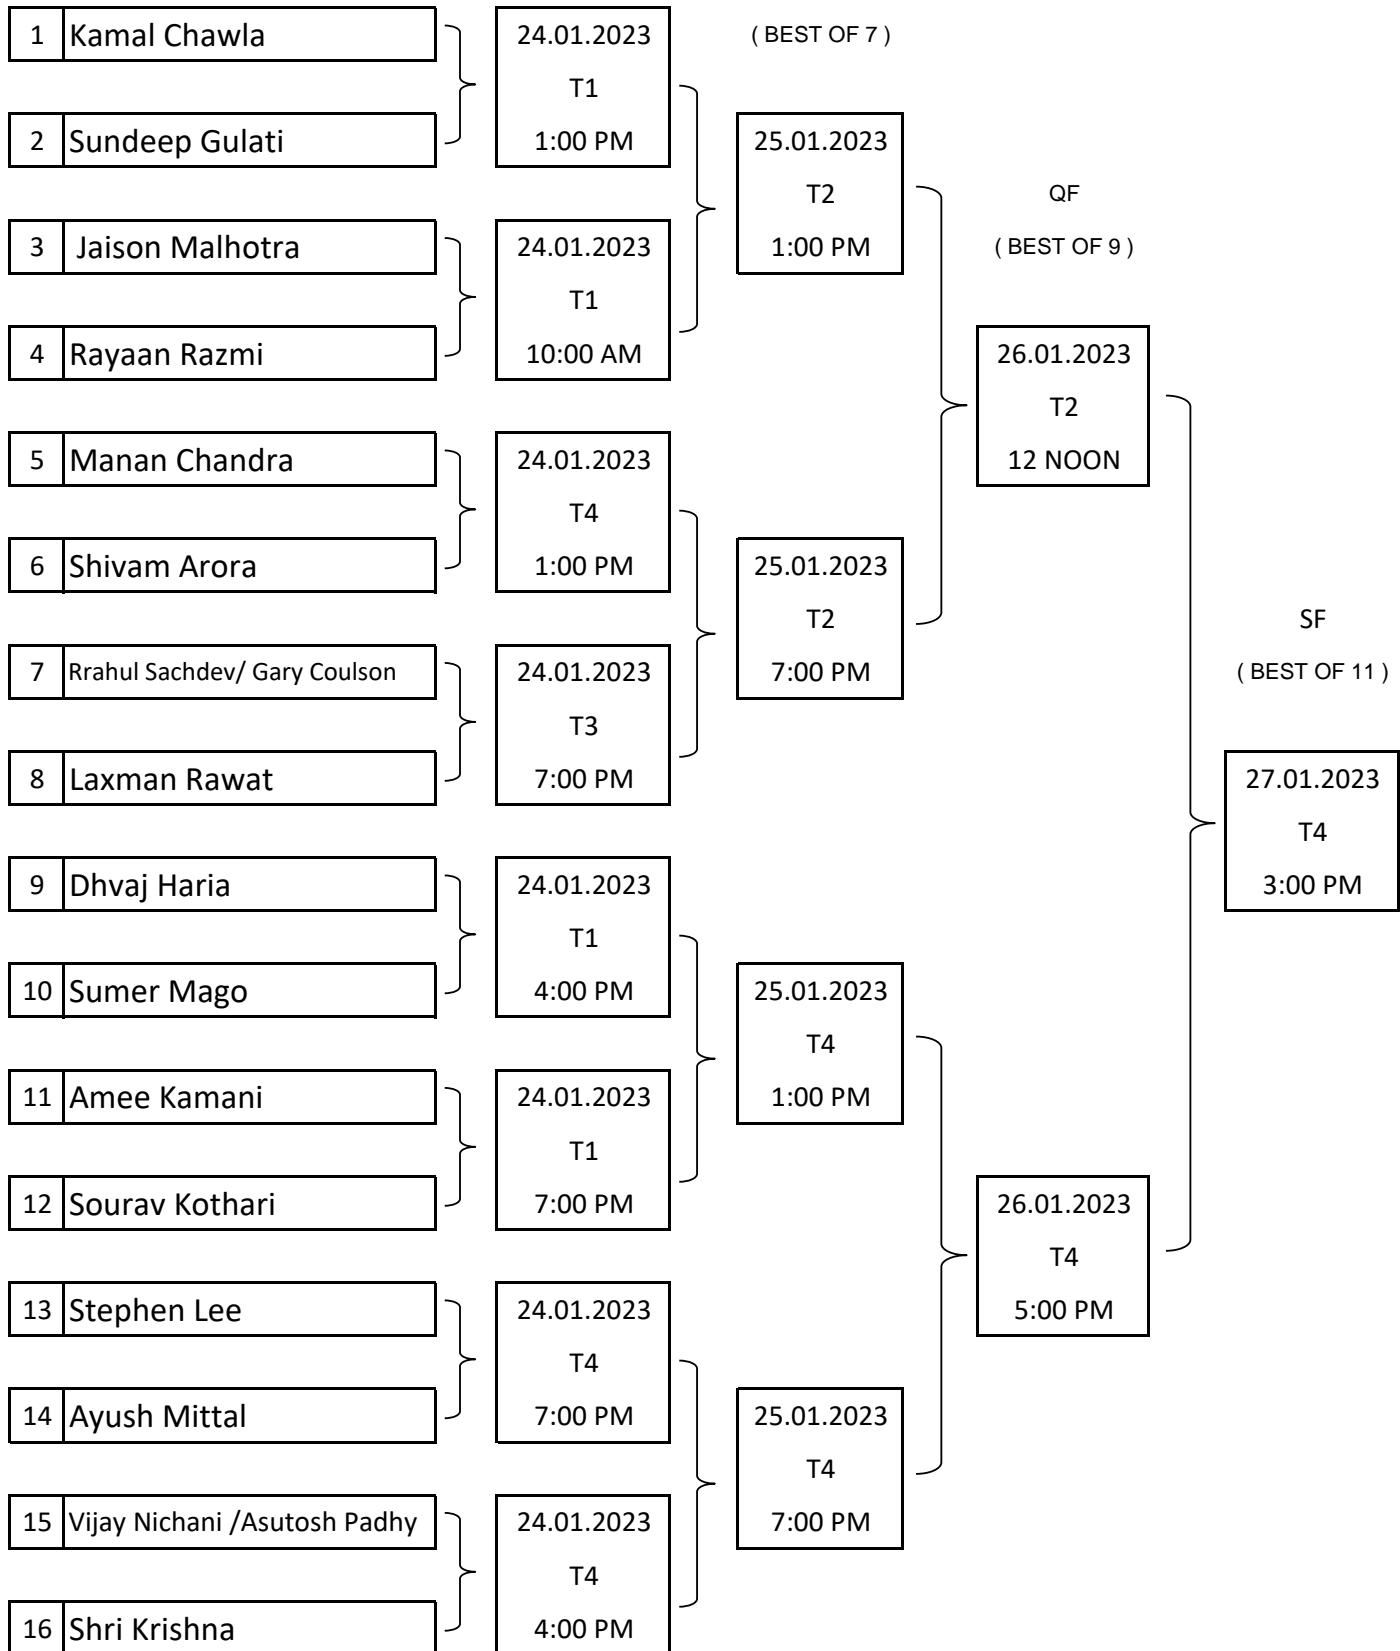 1 Kamal Chawla
24.01.2023
( BEST OF 7 )
T1
2 Sundeep Gulati
1:00 PM
25.01.2023
T2
QF
3 Jaison Malhotra
24.01.2023
1:00 PM
( BEST OF 9 )
T1
4 Rayaan Razmi
10:00 AM
26.01.2023
T2
5 Manan Chandra
24.01.2023
12 NOON
T4
6 Shivam Arora
1:00 PM
25.01.2023
T2
SF
7 Rrahul Sachdev/ Gary Coulson
24.01.2023
7:00 PM
( BEST OF 11 )
T3
8 Laxman Rawat
7:00 PM
27.01.2023
T4
9 Dhvaj Haria
24.01.2023
3:00 PM
T1
10 Sumer Mago
4:00 PM
25.01.2023
T4
11 Amee Kamani
24.01.2023
1:00 PM
T1
12 Sourav Kothari
7:00 PM
26.01.2023
T4
13 Stephen Lee
24.01.2023
5:00 PM
T4
14 Ayush Mittal
7:00 PM
25.01.2023
T4
15 Vijay Nichani /Asutosh Padhy
24.01.2023
7:00 PM
T4
16 Shri Krishna
4:00 PM